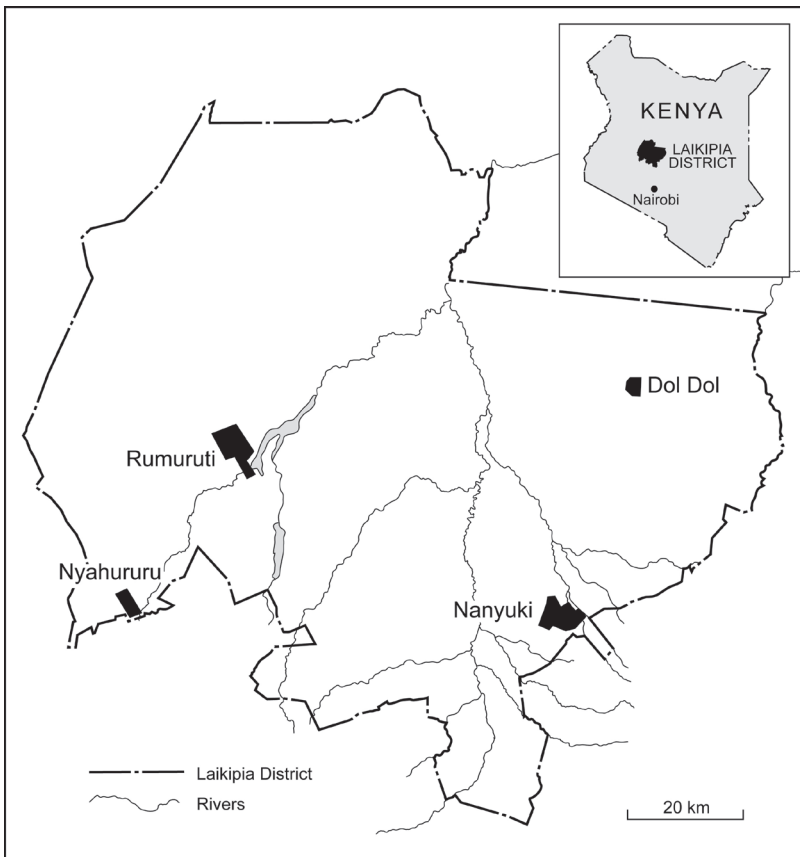 KENYA
LAIKIPIA
DISTRICT
Nairobi
Dol Dol
Rumuruti
Nyahururu
Nanyuki
Laikipia District
Rivers
20 km